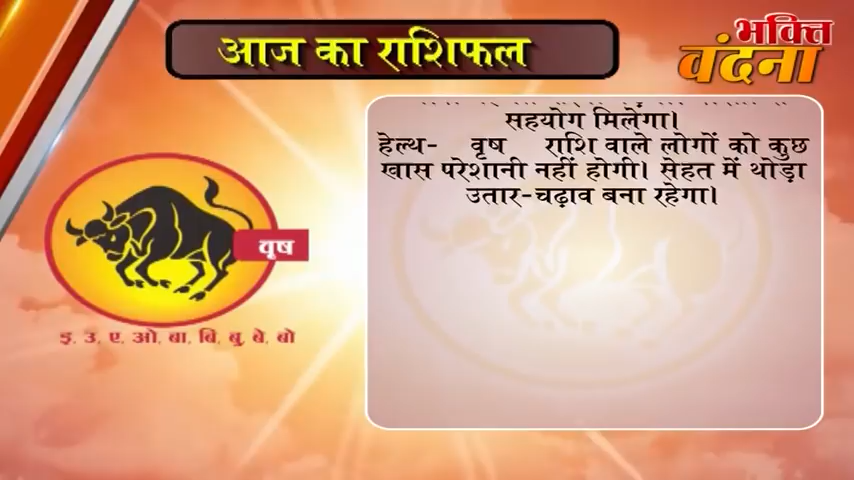 आज का राशिफल
भक्ति
वंदना
सहयोग मिलेंगा।
हेल्थ- वृष राशि वाले लोगों को कुछ
खास परेशानी नहीं होगी। सेहत में थोड़ा
उतार-चढ़ाव बना रहेगा।
वृष
इ, उ, ए, ओ, बा, बि, बु, बे, बो